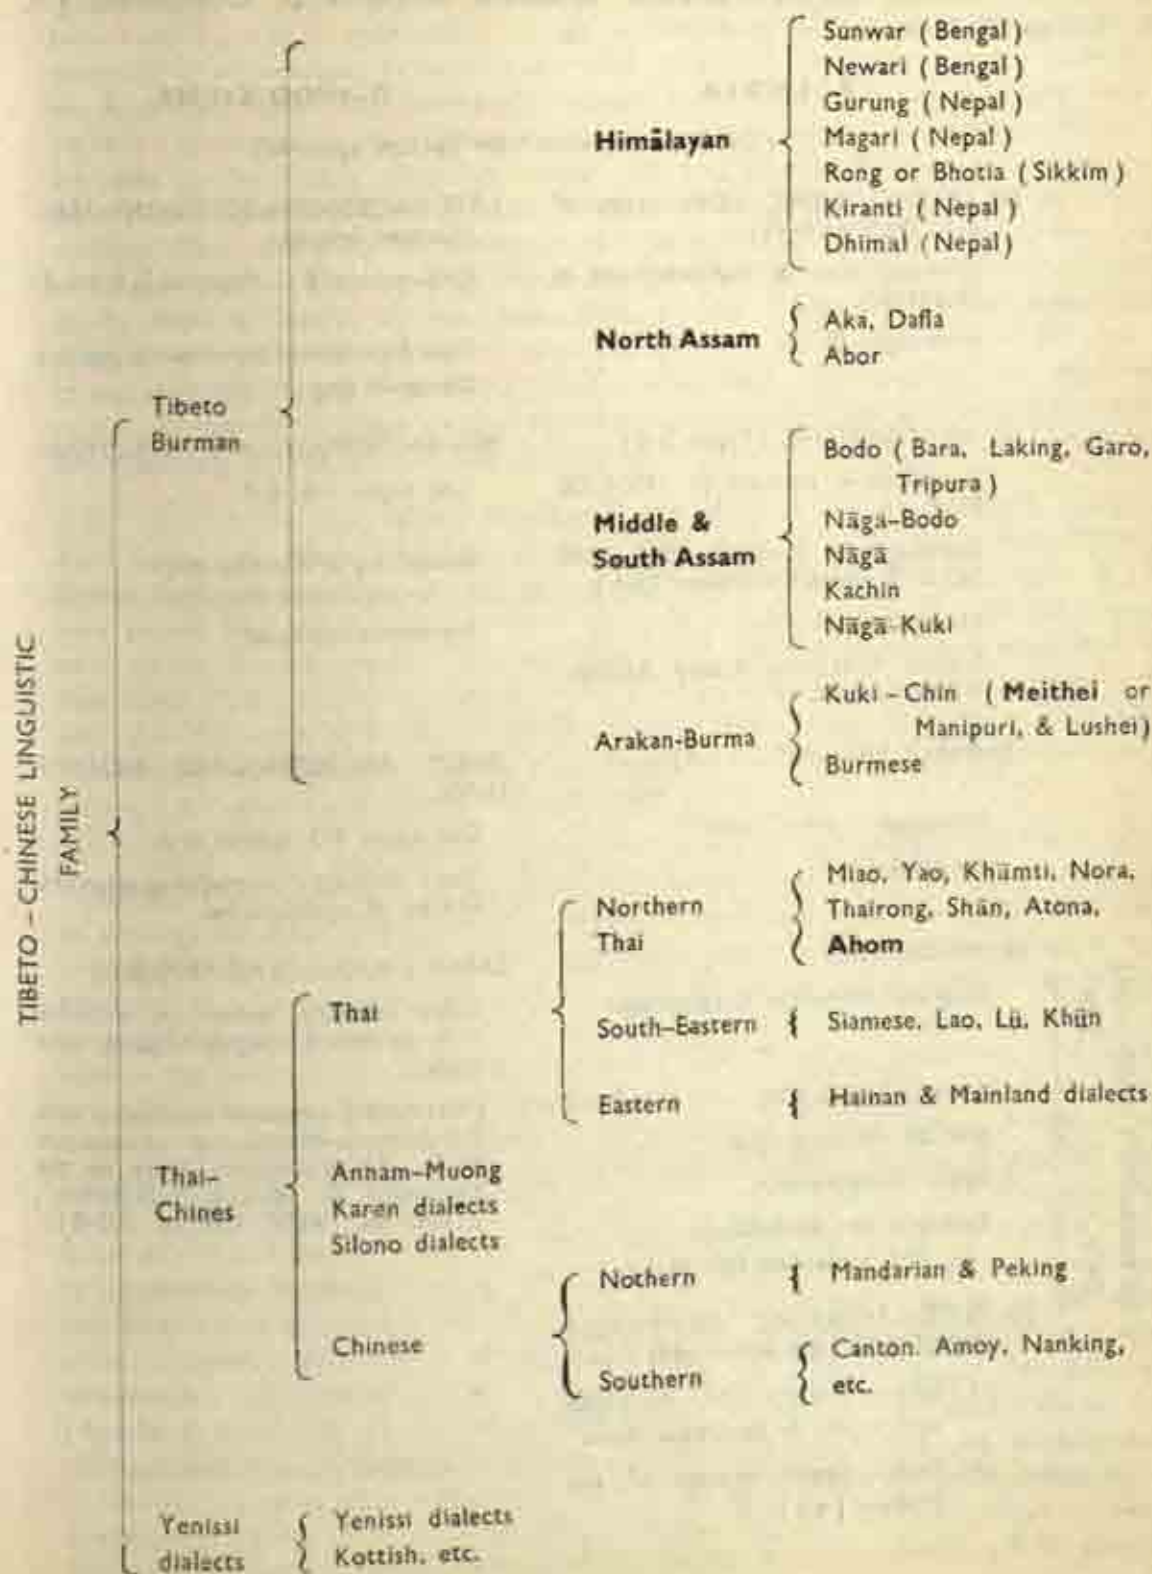 TIBETO – CHINESE LINGUISTIC
FAMILY
Tibeto
Burman
Himālayan
Sunwar ( Bengal )
Newari ( Bengal )
Gurung ( Nepal )
Magari ( Nepal )
Rong or Bhotia ( Sikkim )
Kiranti ( Nepal )
Dhimal ( Nepal )
North Assam
Aka, Dafla
Abor
Middle &
South Assam
Bodo ( Bara, Laking, Garo,
Tripura )
Nāgā–Bodo
Nāgā
Kachin
Nāgā-Kuki
Arakan-Burma
Kuki – Chin ( Meithei or
Manipuri, & Lushei )
Burmese
Thai–
Chines
Thai
Northern
Thai
Miao, Yao, Khāmti, Nora,
Thairong, Shān, Atona,
Ahom
South–Eastern
Siamese, Lao, Lü, Khün
Eastern
Hainan & Mainland dialects
Annam–Muong
Karen dialects
Silono dialects
Chinese
Nothern
Mandarian & Peking
Southern
Canton. Amoy, Nanking,
etc.
Yenissi
dialects
Yenissi dialects
Kottish, etc.